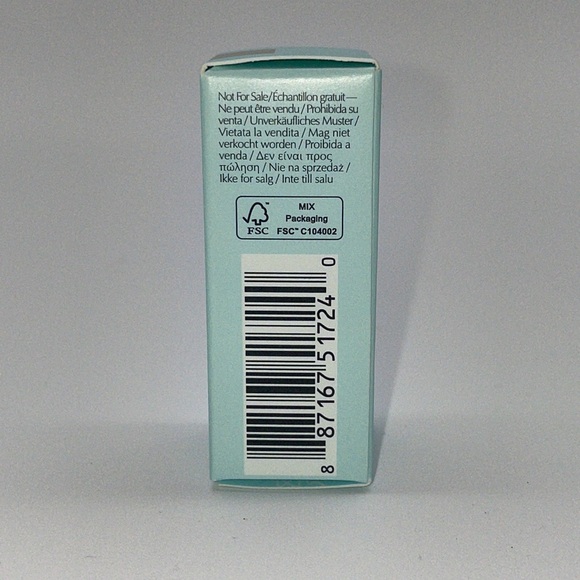 Not For Sale/Échantillon gratuit—
Ne peut être vendu / Prohibida su
venta / Unverkäufliches Muster /
Vietata la vendita / Mag niet
verkocht worden / Proibida a
venda / Δεν είναι προς
πώληση / Nie na sprzedaż /
Ikke for salg / Inte till salu
FSC
MIX
Packaging
FSC™ C104002
8 87167 51724 0